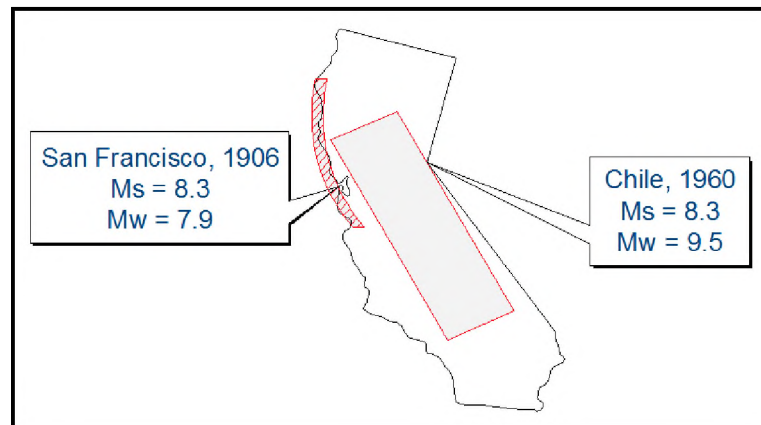 San Francisco, 1906
Ms = 8.3
Mw = 7.9
Chile, 1960
Ms = 8.3
Mw = 9.5